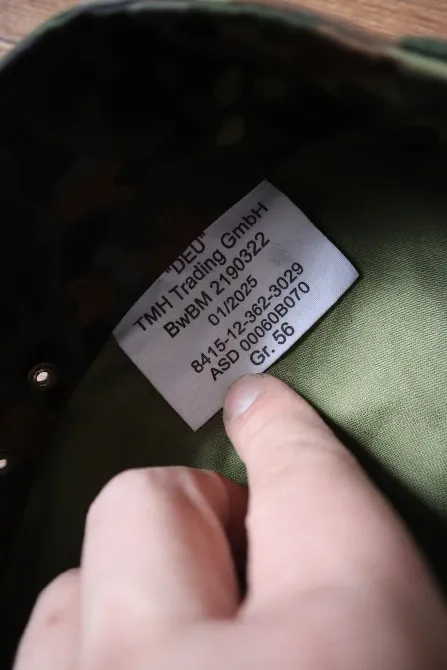 "DEU"
TMH Trading GmbH
BwBM 2190322
01/2025
8415-12-362-3029
ASD 00060B070
Gr. 56